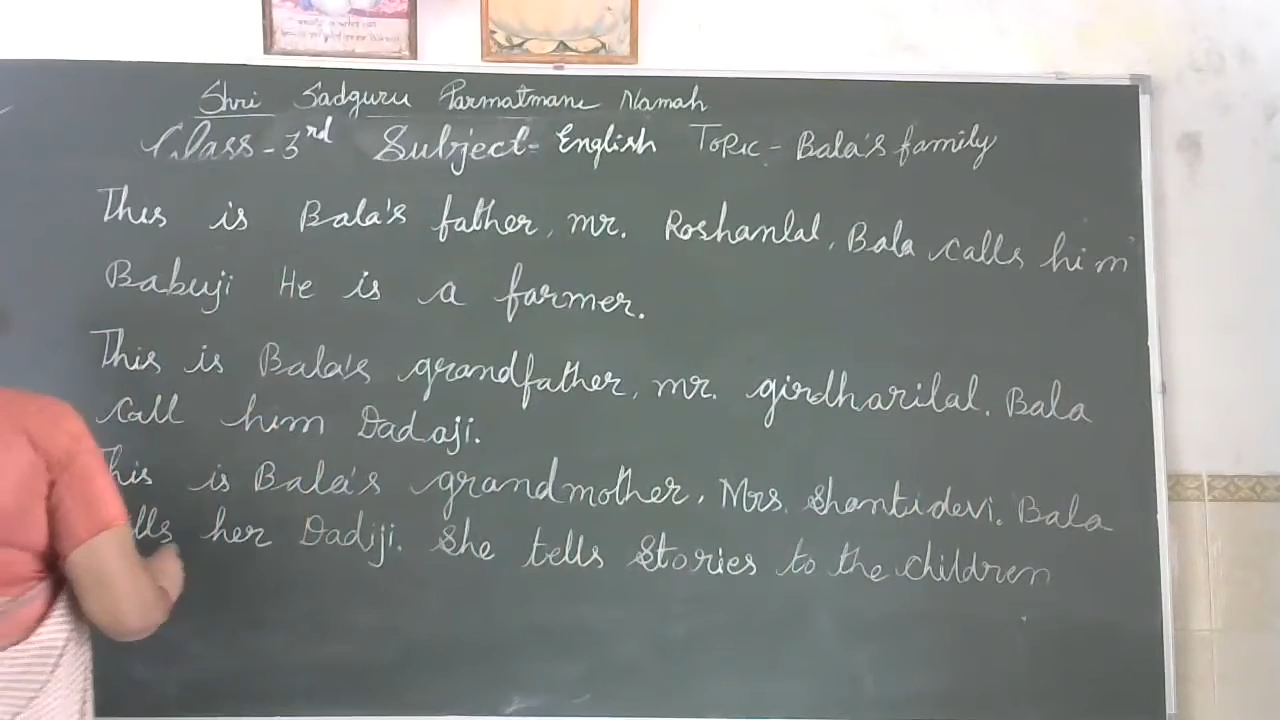 Shri Sadguru Parmatmane Namah
Class-3rd Subject- English Topic - Bala's family
This is Bala's father, mr. Roshanlal, Bala calls him
Babuji He is a farmer.
This is Bala's grandfather, mr. girdharilal. Bala
call him Dadaji.
his is Bala's grandmother, Mrs. Shantidevi. Bala
lls her Dadiji. She tells stories to the children